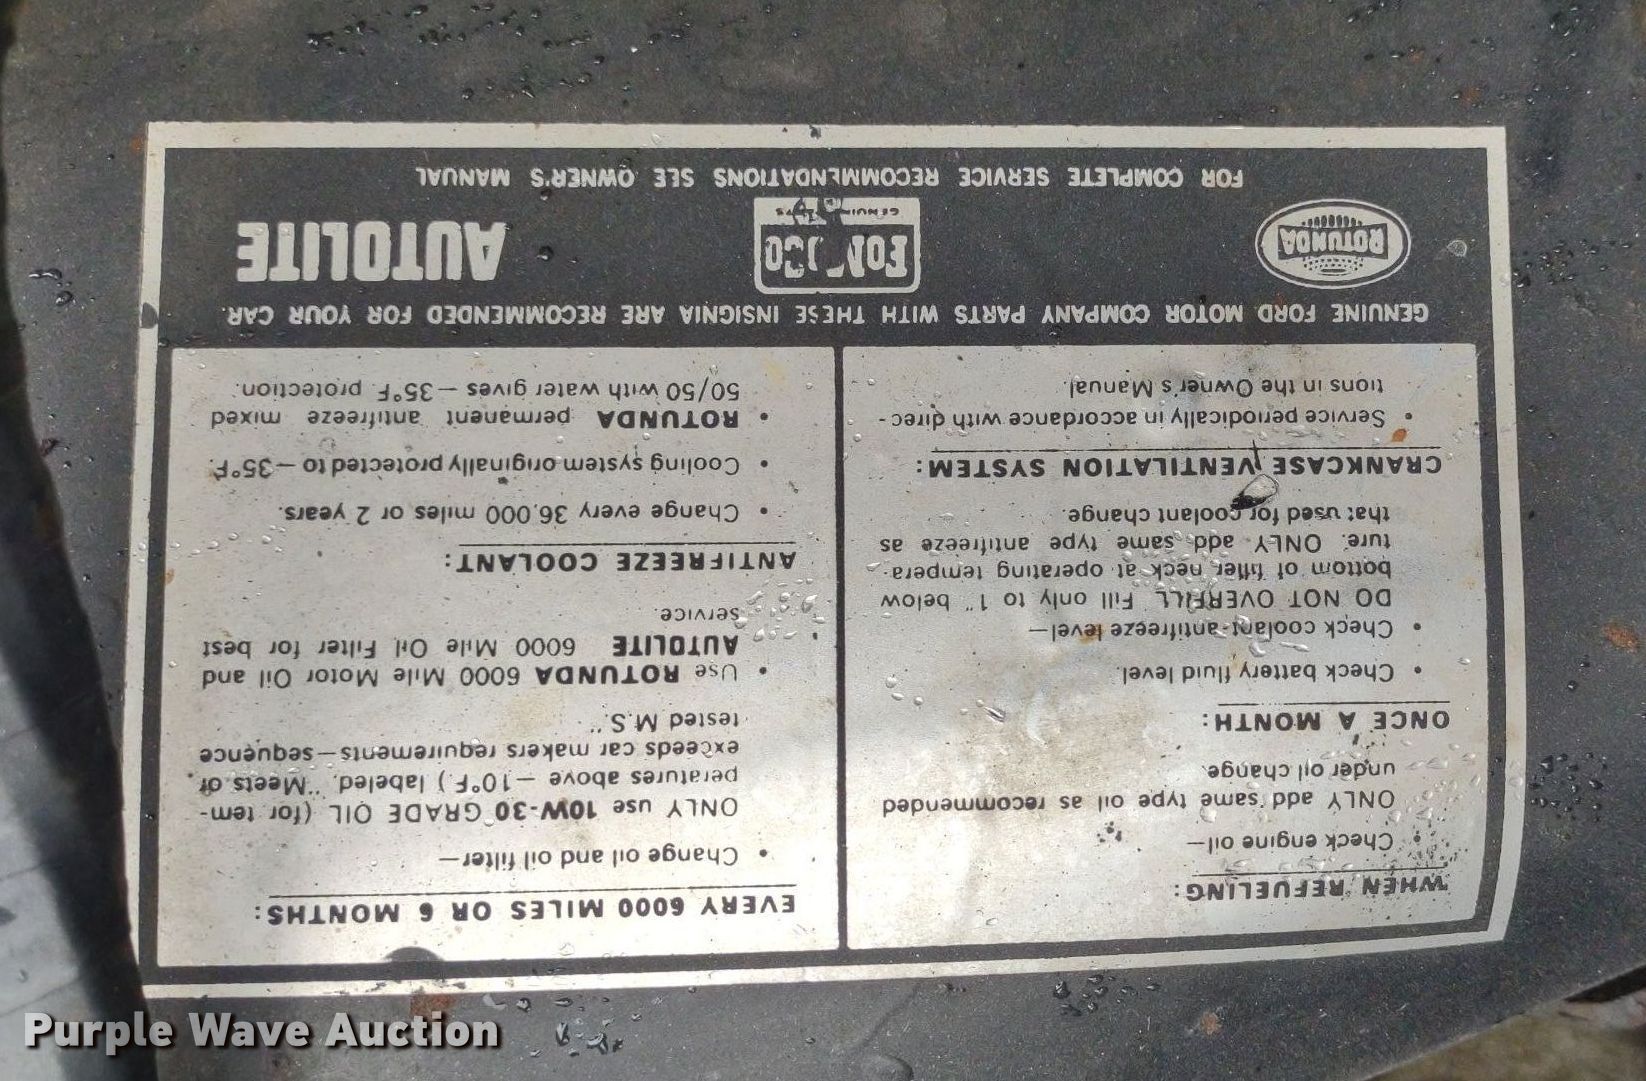 WHEN REFUELING:
• Check engine oil—
ONLY add same type oil as recommended
under oil change.
ONCE A MONTH:
• Check battery fluid level.
• Check coolant-antifreeze level—
DO NOT OVERFILL. Fill only to 1" below
bottom of filler neck at operating tempera-
ture. ONLY add same type antifreeze as
that used for coolant change.
CRANKCASE VENTILATION SYSTEM:
• Service periodically in accordance with direc-
tions in the Owner's Manual.
EVERY 6000 MILES OR 6 MONTHS:
• Change oil and oil filter—
ONLY use 10W-30 GRADE OIL (for tem-
peratures above —10°F.) labeled, "Meets or
exceeds car makers requirements—sequence
tested M.S."
• Use ROTUNDA 6000 Mile Motor Oil and
AUTOLITE 6000 Mile Oil Filter for best
service.
ANTIFREEZE COOLANT:
• Change every 36,000 miles or 2 years.
• Cooling system originally protected to —35°F.
• ROTUNDA permanent antifreeze mixed
50/50 with water gives —35°F. protection.
GENUINE FORD MOTOR COMPANY PARTS WITH THESE INSIGNIA ARE RECOMMENDED FOR YOUR CAR.
ROTUNDA
AUTOLITE
FOR COMPLETE SERVICE RECOMMENDATIONS SEE OWNER'S MANUAL
Purple Wave Auction